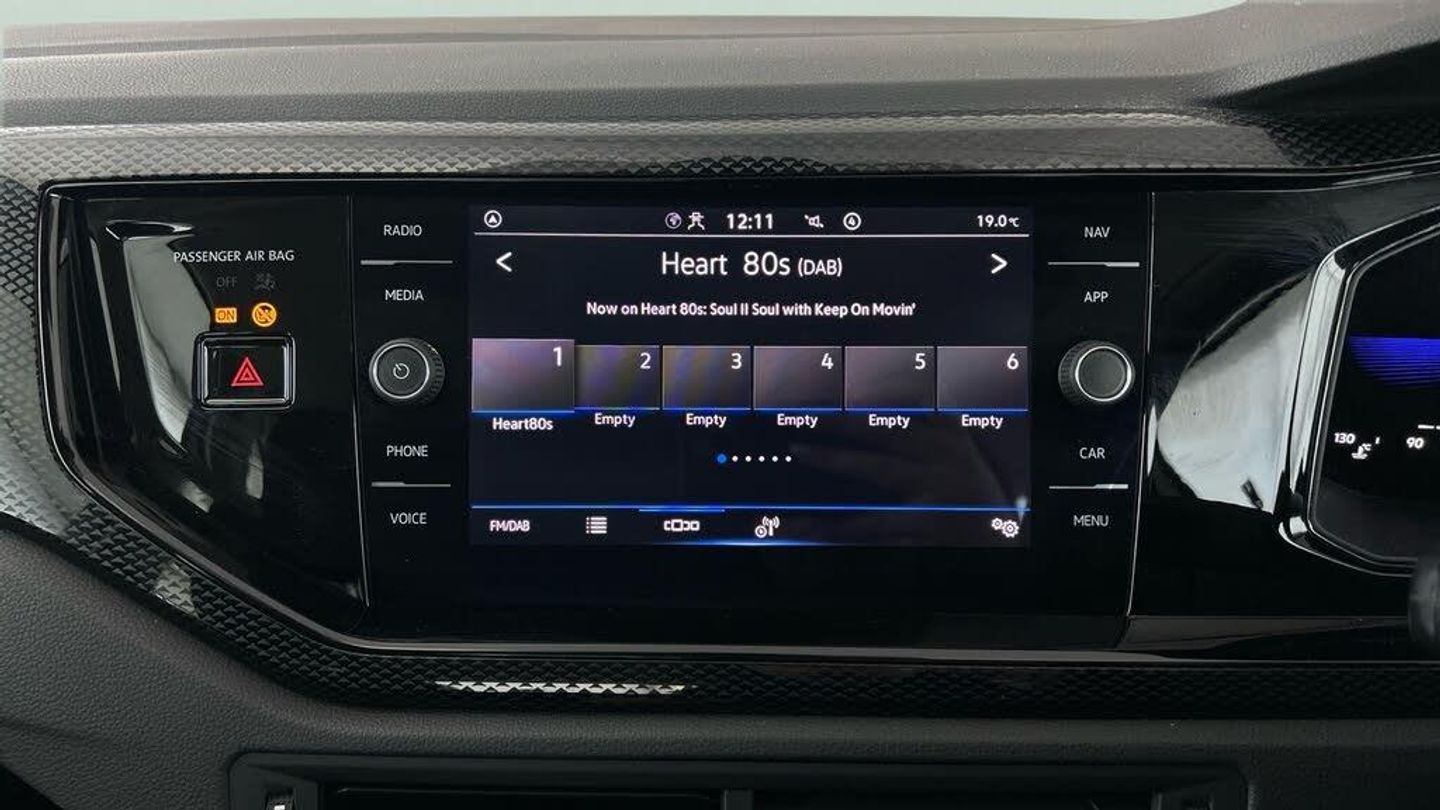 PASSENGER AIR BAG
OFF
ON
RADIO
MEDIA
PHONE
VOICE
12:11
4
19.0°C
< Heart 80s (DAB) >
Now on Heart 80s: Soul II Soul with Keep On Movin'
1 2 3 4 5 6
Heart80s Empty Empty Empty Empty Empty
FM/DAB
NAV
APP
CAR
MENU
130 °C
90